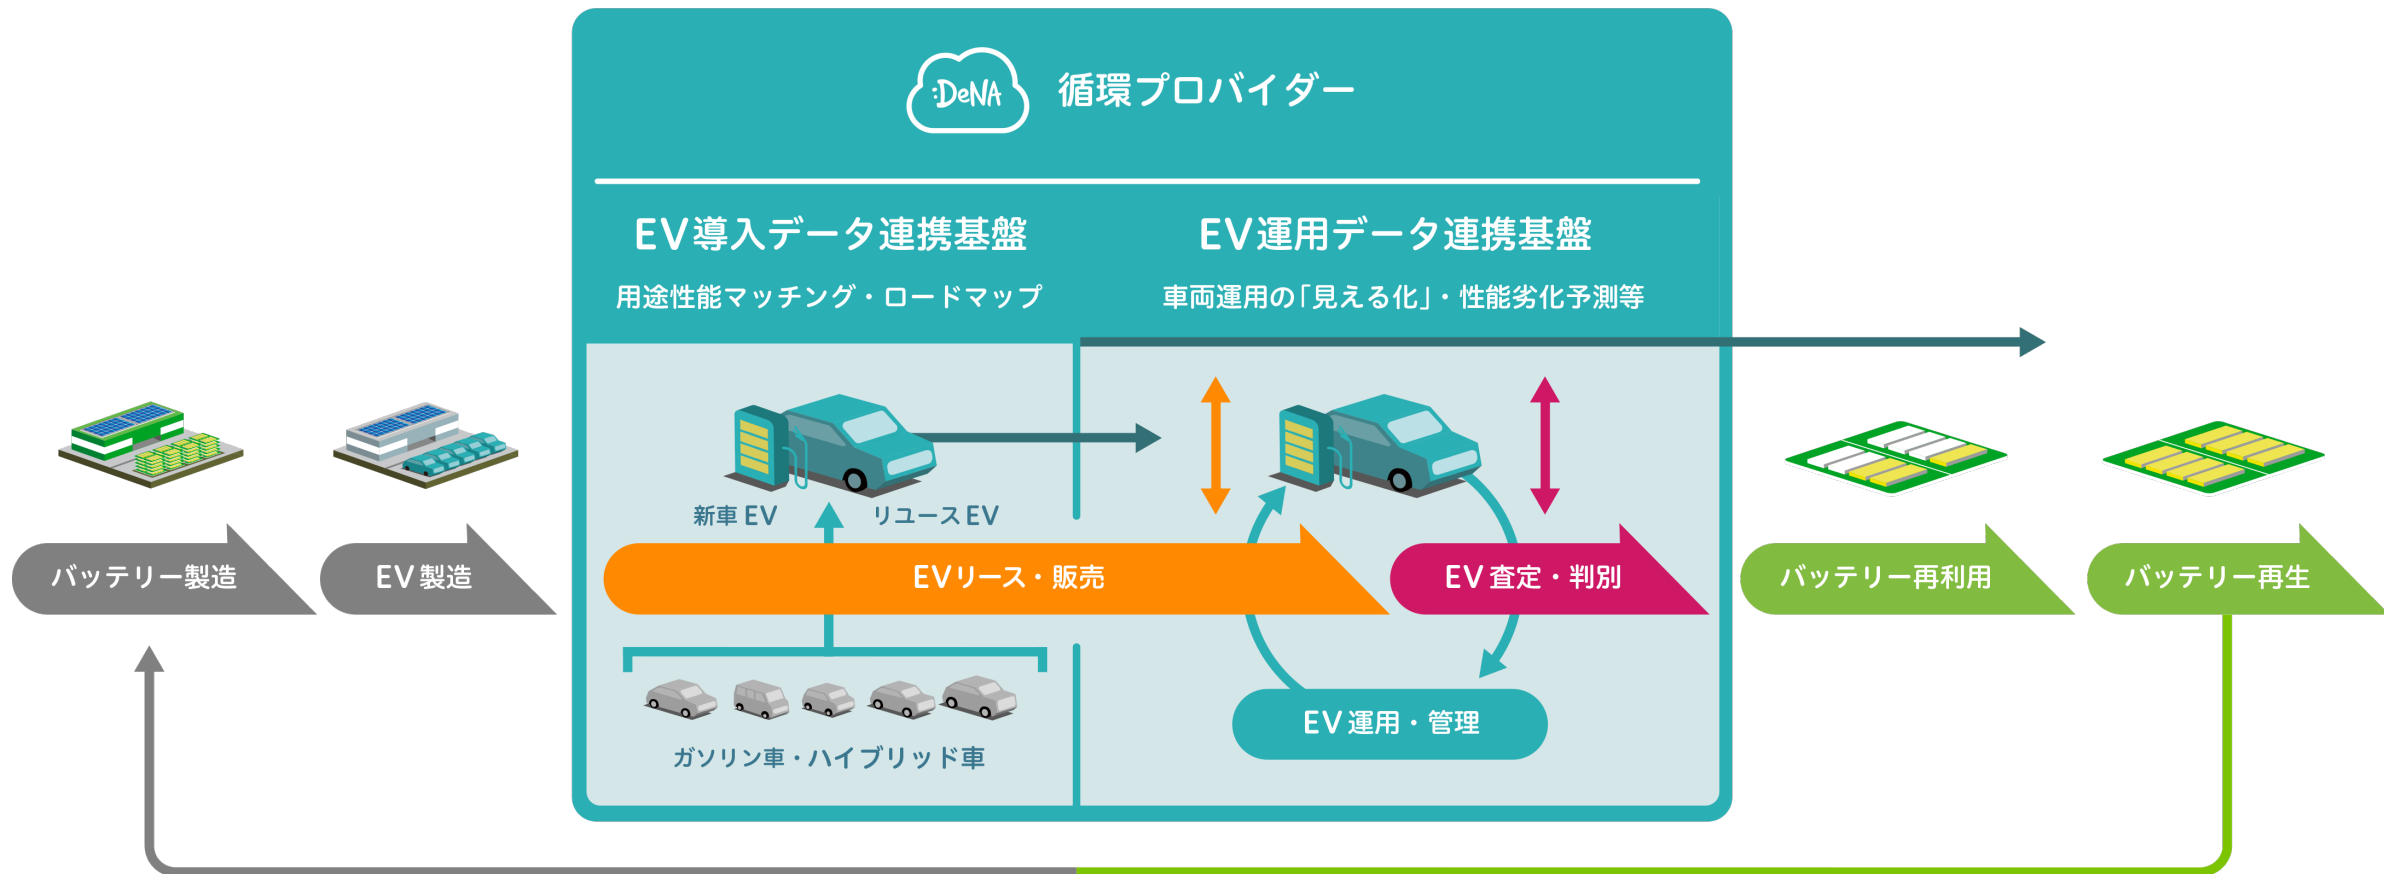 :DeNA 循環プロバイダー
EV導入データ連携基盤
用途性能マッチング・ロードマップ
EV運用データ連携基盤
車両運用の「見える化」・性能劣化予測等
新車 EV
リユース EV
バッテリー製造
EV 製造
EVリース・販売
EV 査定・判別
バッテリー再利用
バッテリー再生
EV 運用・管理
ガソリン車・ハイブリッド車